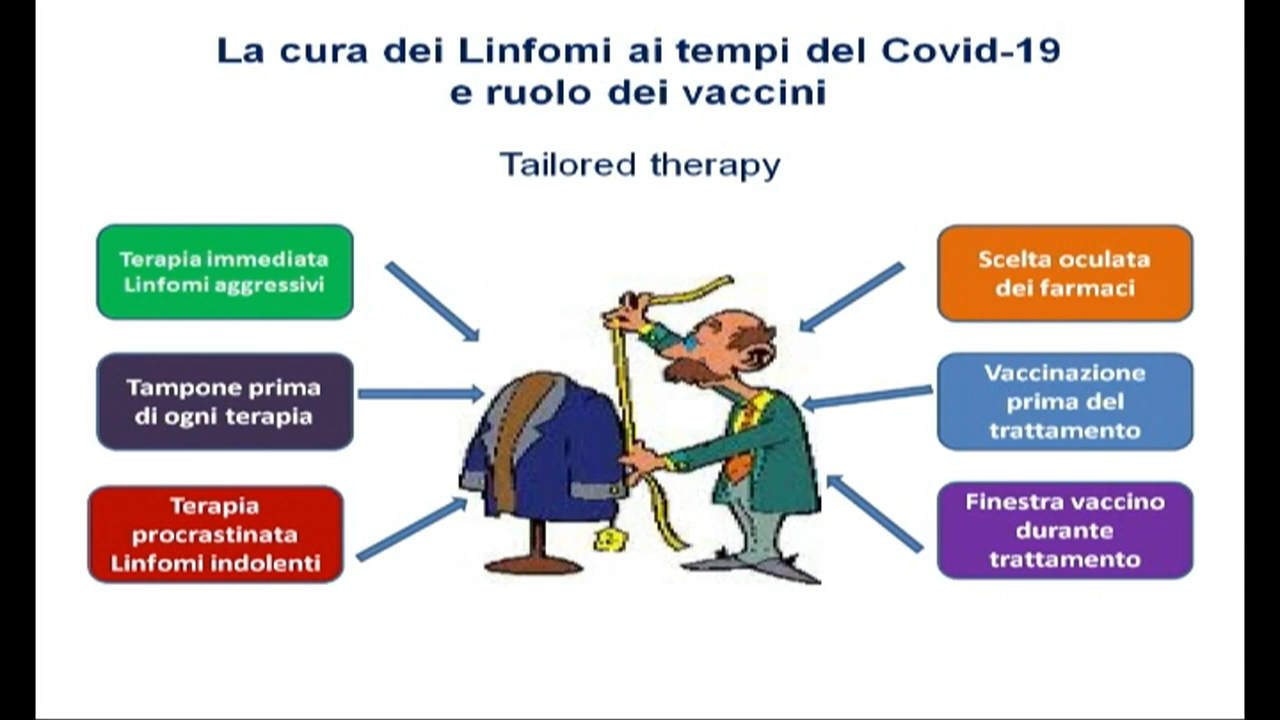 La cura dei Linfomi ai tempi del Covid-19
e ruolo dei vaccini
Tailored therapy
Terapia immediata
Linfomi aggressivi
Tampone prima
di ogni terapia
Terapia
procrastinata
Linfomi indolenti
Scelta oculata
dei farmaci
Vaccinazione
prima del
trattamento
Finestra vaccino
durante
trattamento